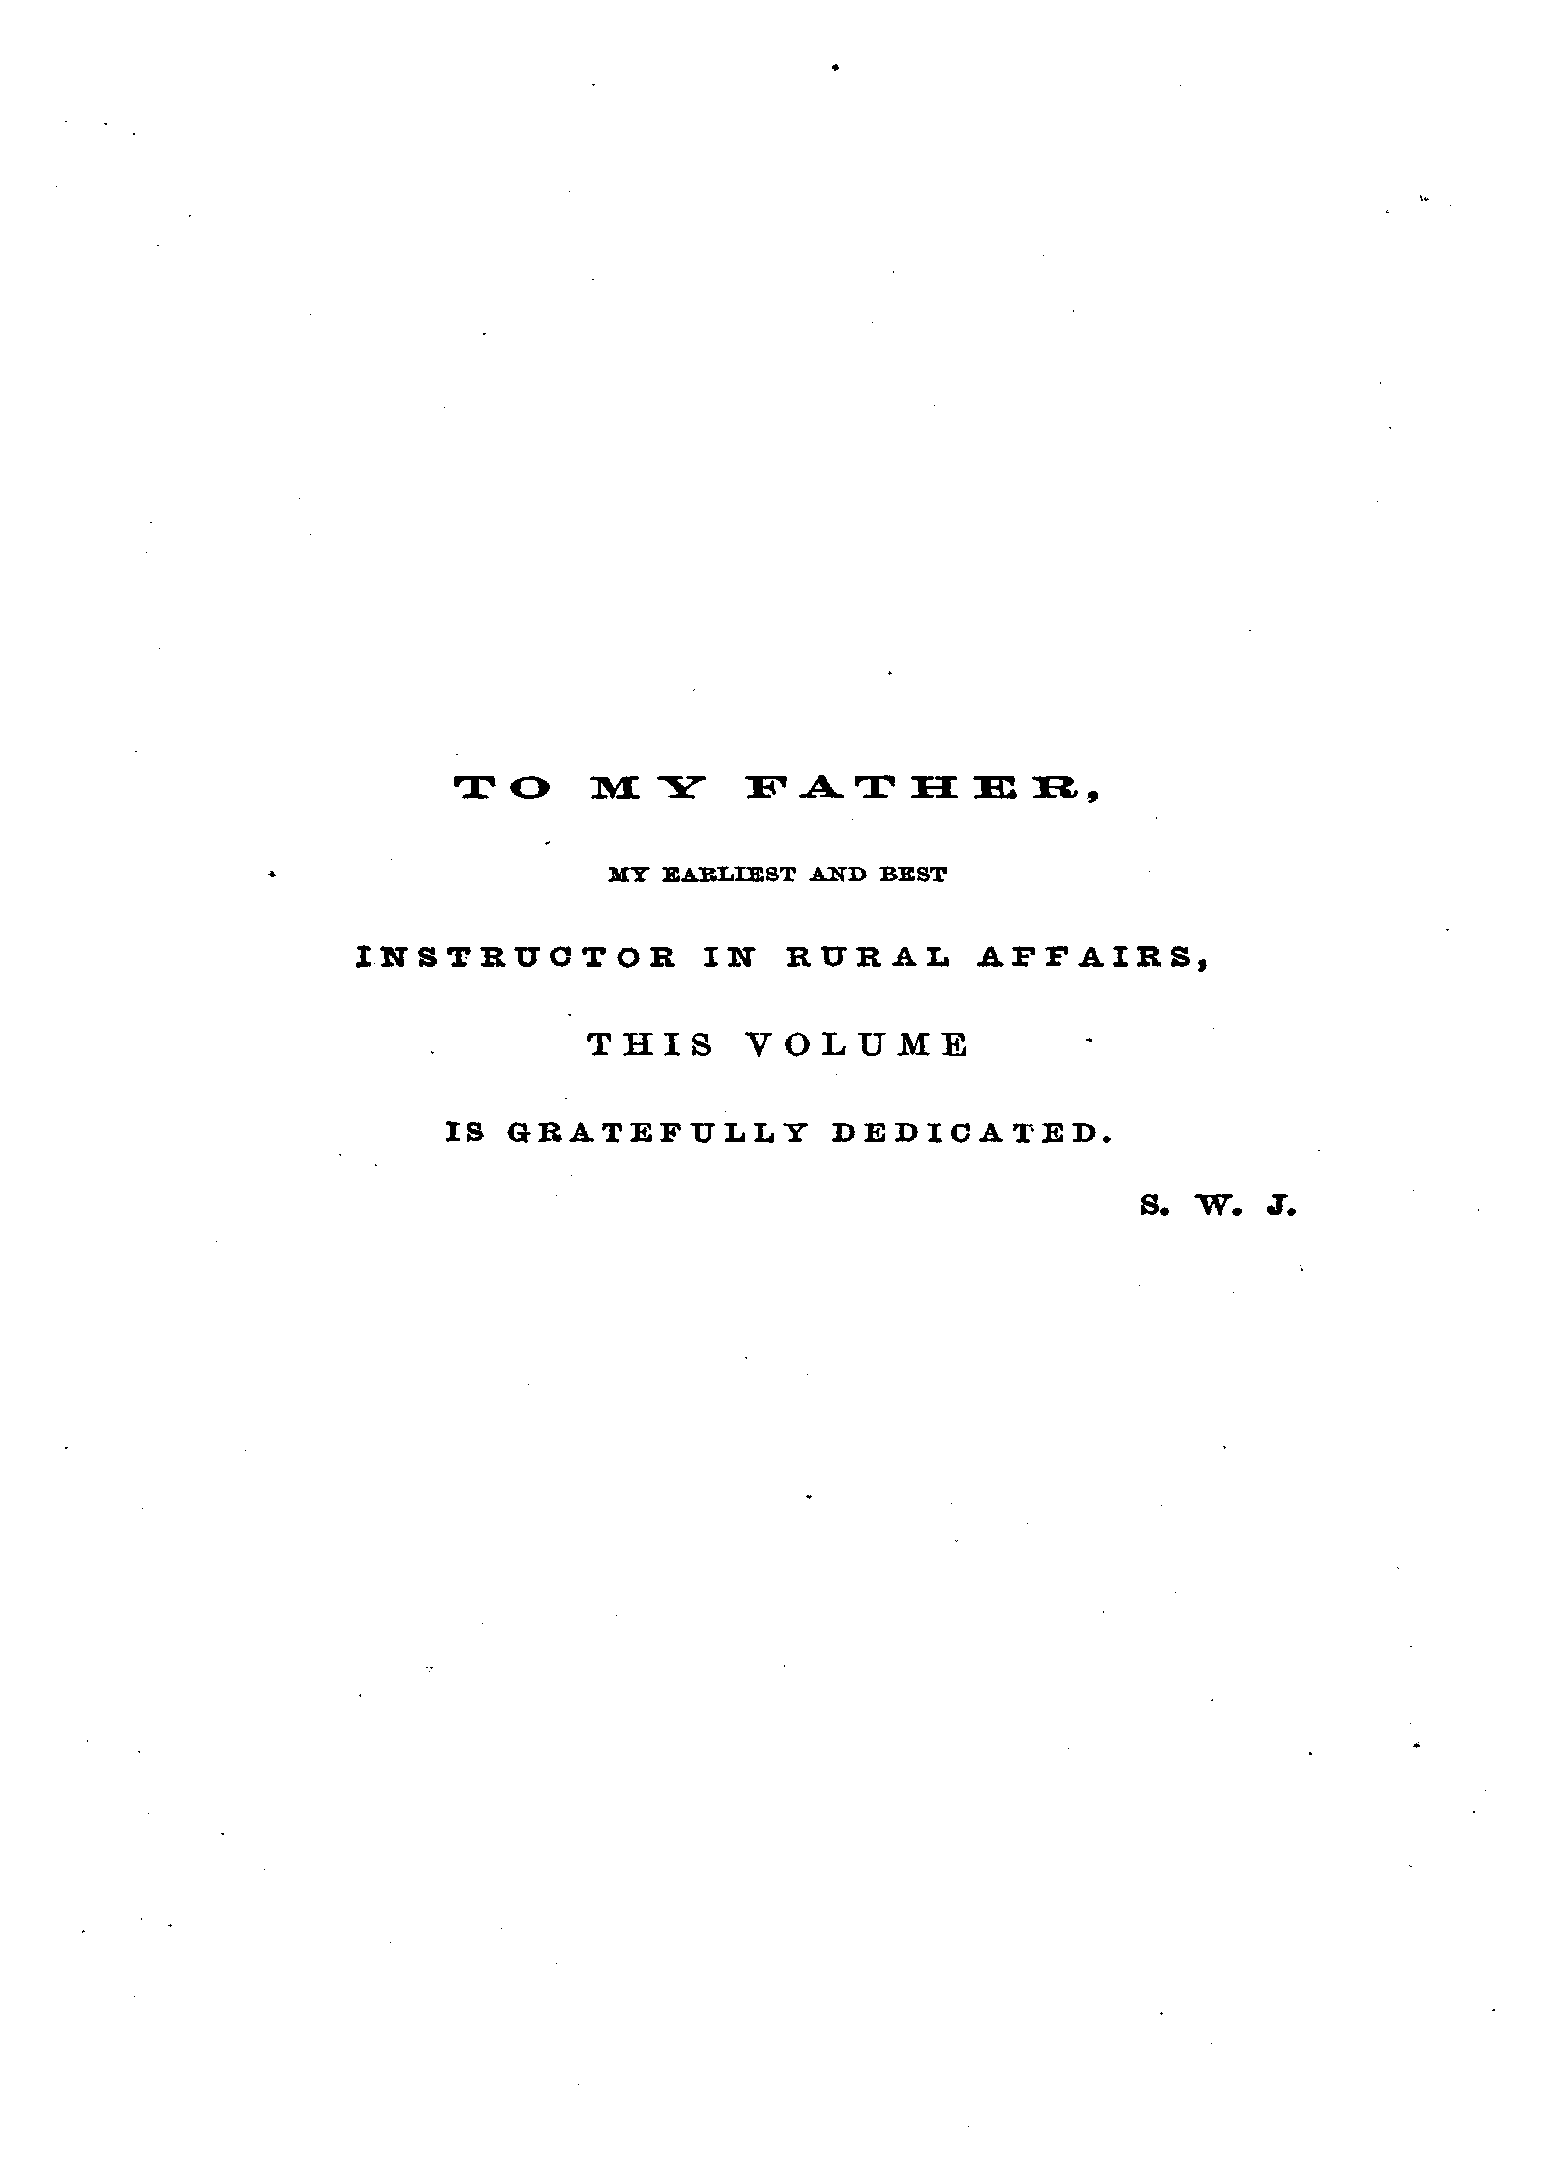 TO MY FATHER,
MY EARLIEST AND BEST
INSTRUCTOR IN RURAL AFFAIRS,
THIS VOLUME
IS GRATEFULLY DEDICATED.
S. W. J.